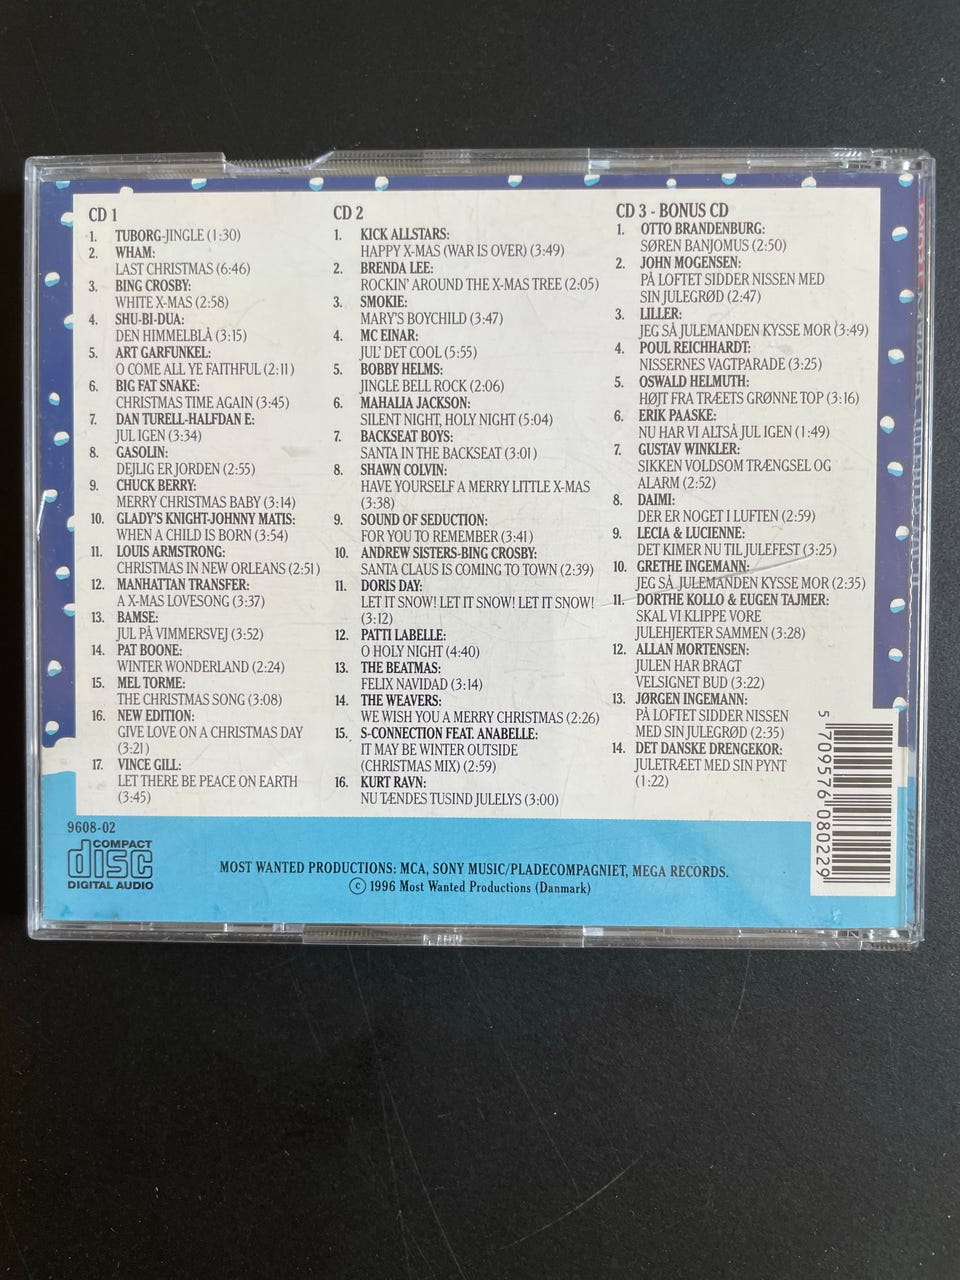 CD 1
1. TUBORG-JINGLE (1:30)
2. WHAM:
LAST CHRISTMAS (6:46)
3. BING CROSBY:
WHITE X-MAS (2:58)
4. SHU-BI-DUA:
DEN HIMMELBLÅ (3:15)
5. ART GARFUNKEL:
O COME ALL YE FAITHFUL (2:11)
6. BIG FAT SNAKE:
CHRISTMAS TIME AGAIN (3:45)
7. DAN TURELL-HALFDAN E:
JUL IGEN (3:34)
8. GASOLIN:
DEJLIG ER JORDEN (2:55)
9. CHUCK BERRY:
MERRY CHRISTMAS BABY (3:14)
10. GLADY'S KNIGHT-JOHNNY MATIS:
WHEN A CHILD IS BORN (3:54)
11. LOUIS ARMSTRONG:
CHRISTMAS IN NEW ORLEANS (2:51)
12. MANHATTAN TRANSFER:
A X-MAS LOVESONG (3:37)
13. BAMSE:
JUL PÅ VIMMERSVEJ (3:52)
14. PAT BOONE:
WINTER WONDERLAND (2:24)
15. MEL TORME:
THE CHRISTMAS SONG (3:08)
16. NEW EDITION:
GIVE LOVE ON A CHRISTMAS DAY
(3:21)
17. VINCE GILL:
LET THERE BE PEACE ON EARTH
(3:45)
CD 2
1. KICK ALLSTARS:
HAPPY X-MAS (WAR IS OVER) (3:49)
2. BRENDA LEE:
ROCKIN' AROUND THE X-MAS TREE (2:05)
3. SMOKIE:
MARY'S BOYCHILD (3:47)
4. MC EINAR:
JUL' DET COOL (5:55)
5. BOBBY HELMS:
JINGLE BELL ROCK (2:06)
6. MAHALIA JACKSON:
SILENT NIGHT, HOLY NIGHT (5:04)
7. BACKSEAT BOYS:
SANTA IN THE BACKSEAT (3:01)
8. SHAWN COLVIN:
HAVE YOURSELF A MERRY LITTLE X-MAS
(3:38)
9. SOUND OF SEDUCTION:
FOR YOU TO REMEMBER (3:41)
10. ANDREW SISTERS-BING CROSBY:
SANTA CLAUS IS COMING TO TOWN (2:39)
11. DORIS DAY:
LET IT SNOW! LET IT SNOW! LET IT SNOW!
(3:12)
12. PATTI LABELLE:
O HOLY NIGHT (4:40)
13. THE BEATMAS:
FELIX NAVIDAD (3:14)
14. THE WEAVERS:
WE WISH YOU A MERRY CHRISTMAS (2:26)
15. S-CONNECTION FEAT. ANABELLE:
IT MAY BE WINTER OUTSIDE
(CHRISTMAS MIX) (2:59)
16. KURT RAVN:
NU TÆNDES TUSIND JULELYS (3:00)
CD 3 - BONUS CD
1. OTTO BRANDENBURG:
SØREN BANJOMUS (2:50)
2. JOHN MOGENSEN:
PÅ LOFTET SIDDER NISSEN MED
SIN JULEGRØD (2:47)
3. LILLER:
JEG SÅ JULEMANDEN KYSSE MOR (3:49)
4. POUL REICHHARDT:
NISSERNES VAGTPARADE (3:25)
5. OSWALD HELMUTH:
HØJT FRA TRÆETS GRØNNE TOP (3:16)
6. ERIK PAASKE:
NU HAR VI ALTSÅ JUL IGEN (1:49)
7. GUSTAV WINKLER:
SIKKEN VOLDSOM TRÆNGSEL OG
ALARM (2:52)
8. DAIMI:
DER ER NOGET I LUFTEN (2:59)
9. LECIA & LUCIENNE:
DET KIMER NU TIL JULEFEST (3:25)
10. GRETHE INGEMANN:
JEG SÅ JULEMANDEN KYSSE MOR (2:35)
11. DORTHE KOLLO & EUGEN TAJMER:
SKAL VI KLIPPE VORE
JULEHJERTER SAMMEN (3:28)
12. ALLAN MORTENSEN:
JULEN HAR BRAGT
VELSIGNET BUD (3:22)
13. JØRGEN INGEMANN:
PÅ LOFTET SIDDER NISSEN
MED SIN JULEGRØD (2:35)
14. DET DANSKE DRENGEKOR:
JULETRÆET MED SIN PYNT
(1:22)
5 709576 080229
9608-02
COMPACT
disc
DIGITAL AUDIO
MOST WANTED PRODUCTIONS: MCA, SONY MUSIC/PLADECOMPAGNIET, MEGA RECORDS.
© 1996 Most Wanted Productions (Danmark)